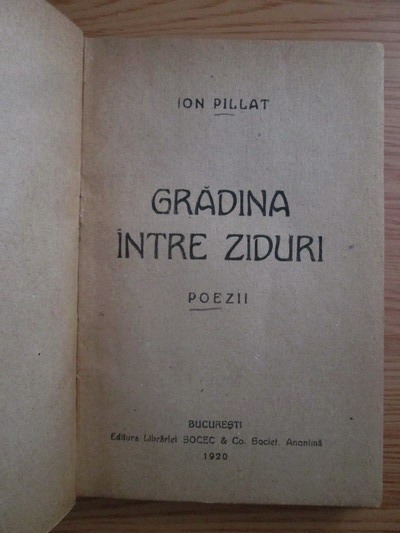 ION PILLAT
GRĂDINA
ÎNTRE ZIDURI
POEZII
BUCUREȘTI
Editura Librăriei SOCEC & Co. Societ. Anonimă
1920